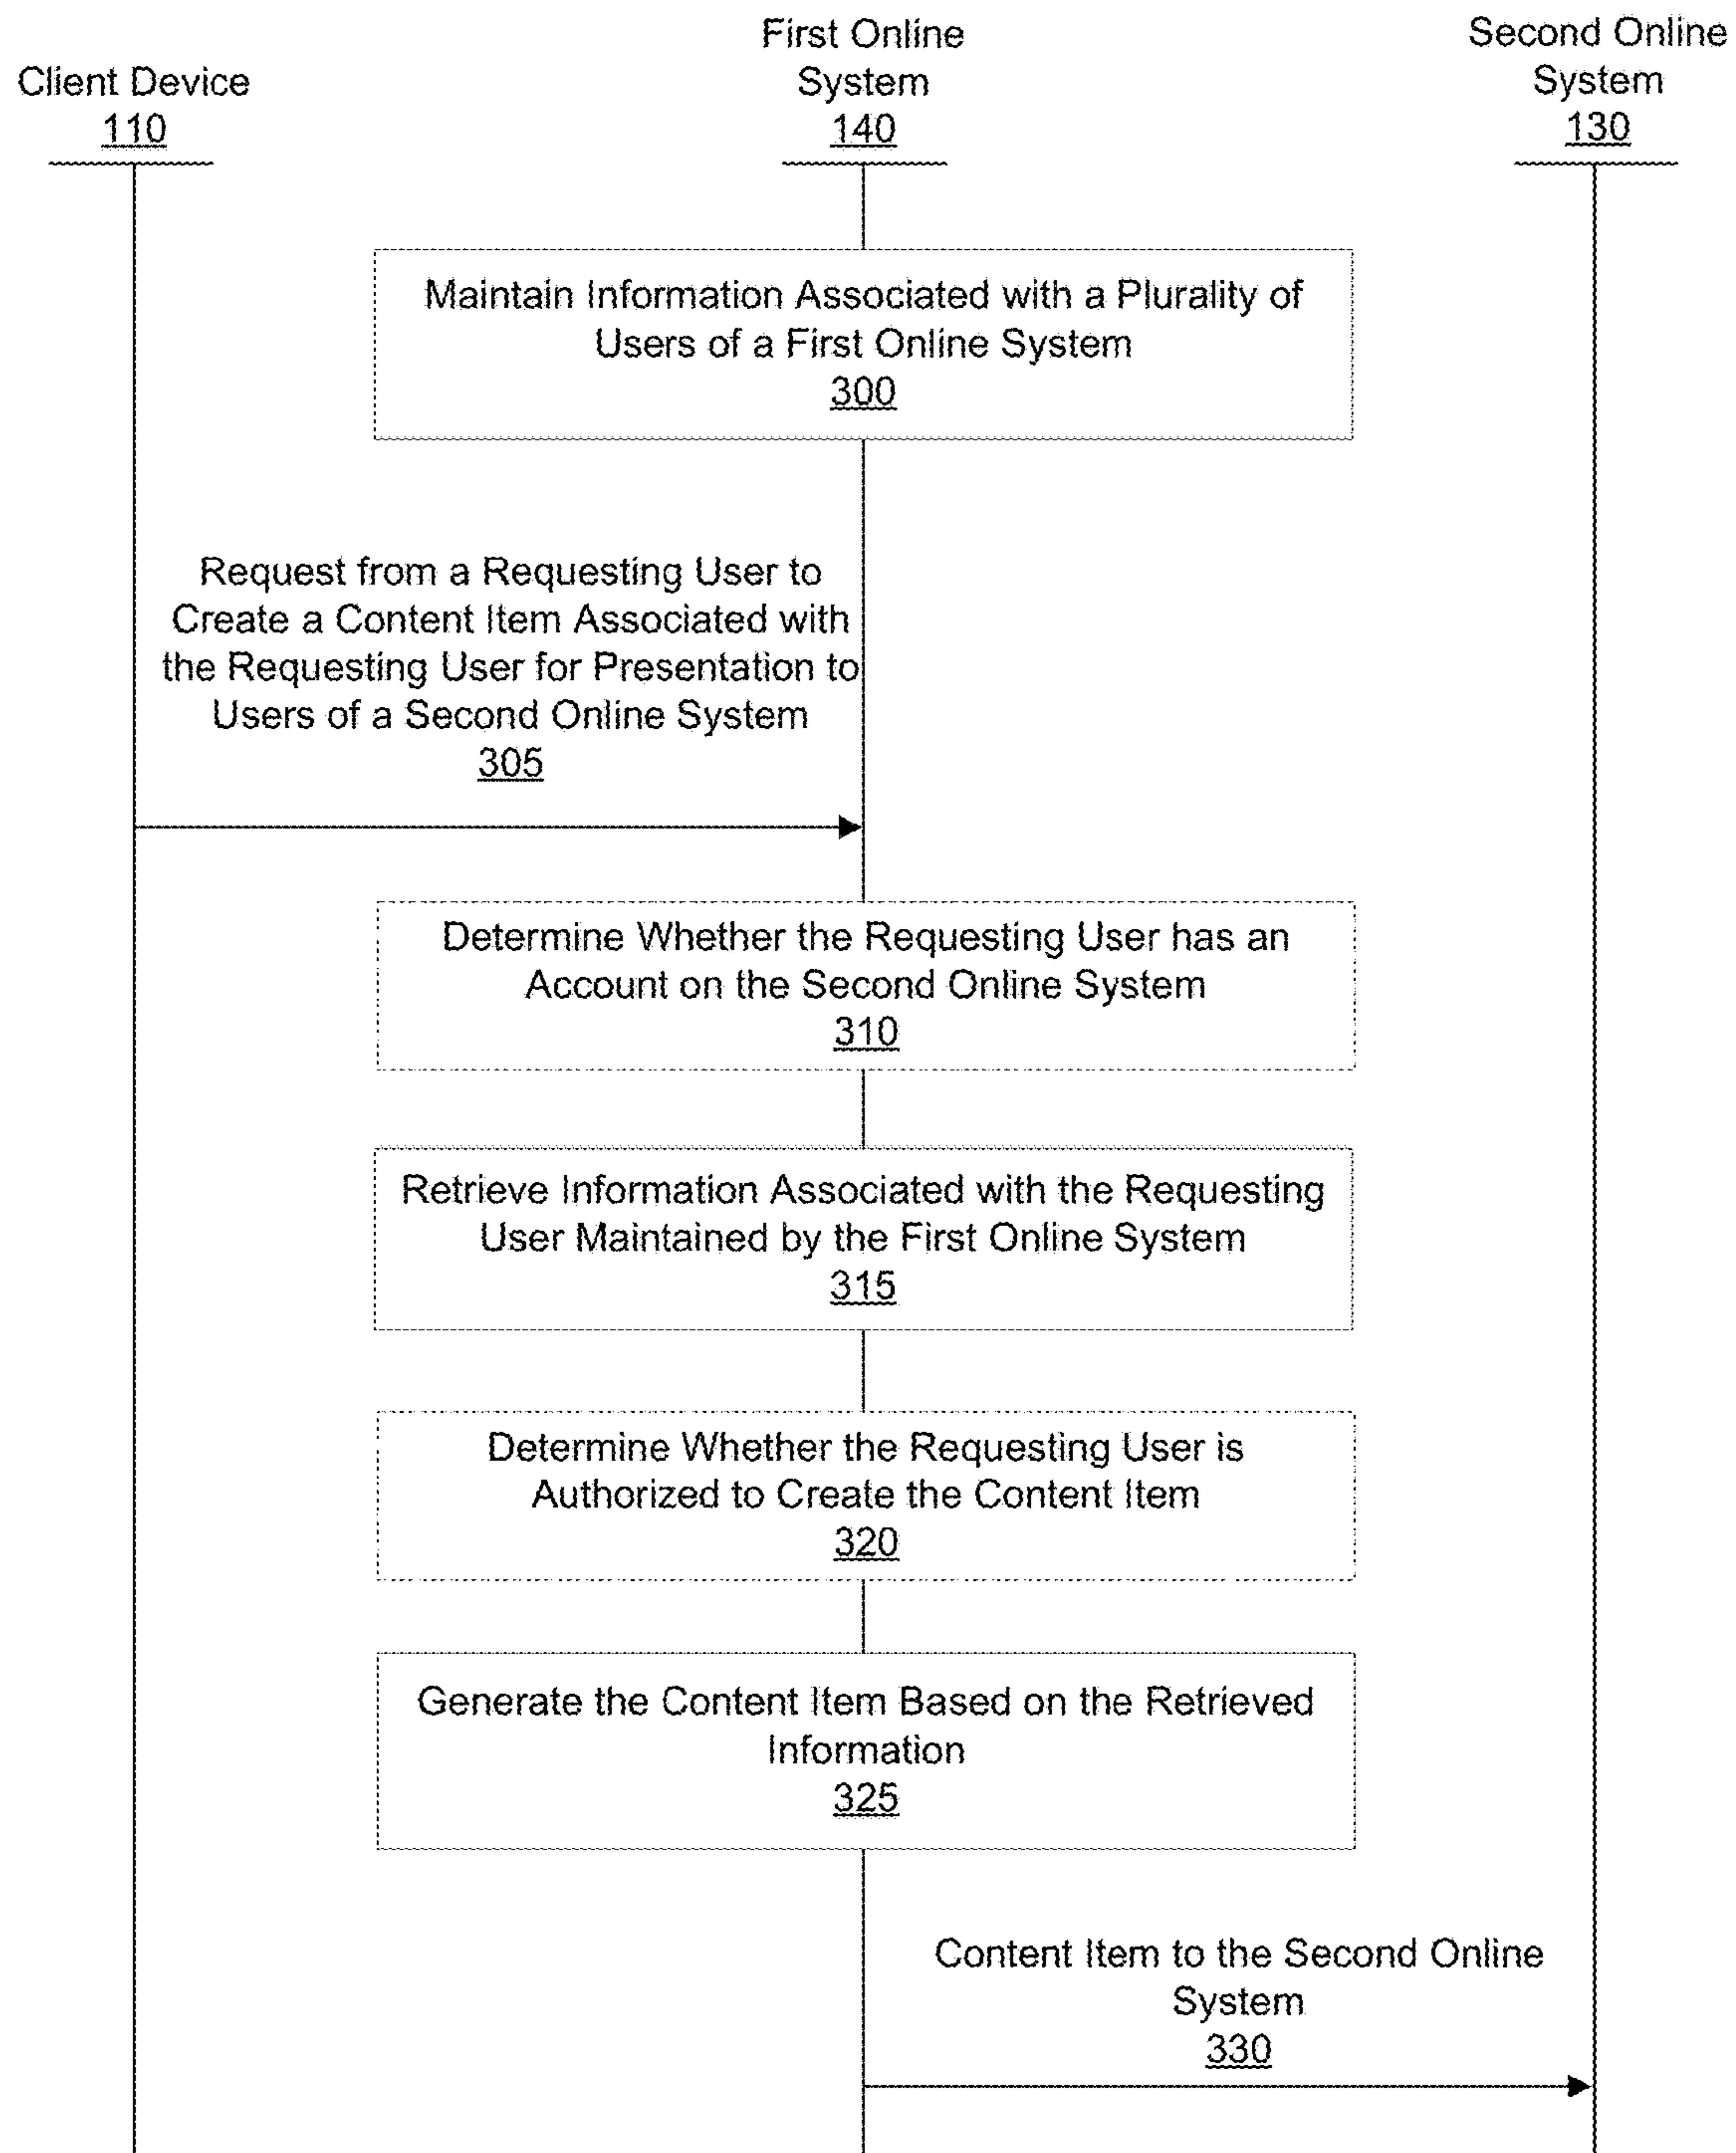 Client Device
110
First Online
System
140
Second Online
System
130
Maintain Information Associated with a Plurality of
Users of a First Online System
300
Request from a Requesting User to
Create a Content Item Associated with
the Requesting User for Presentation to
Users of a Second Online System
305
Determine Whether the Requesting User has an
Account on the Second Online System
310
Retrieve Information Associated with the Requesting
User Maintained by the First Online System
315
Determine Whether the Requesting User is
Authorized to Create the Content Item
320
Generate the Content Item Based on the Retrieved
Information
325
Content Item to the Second Online
System
330